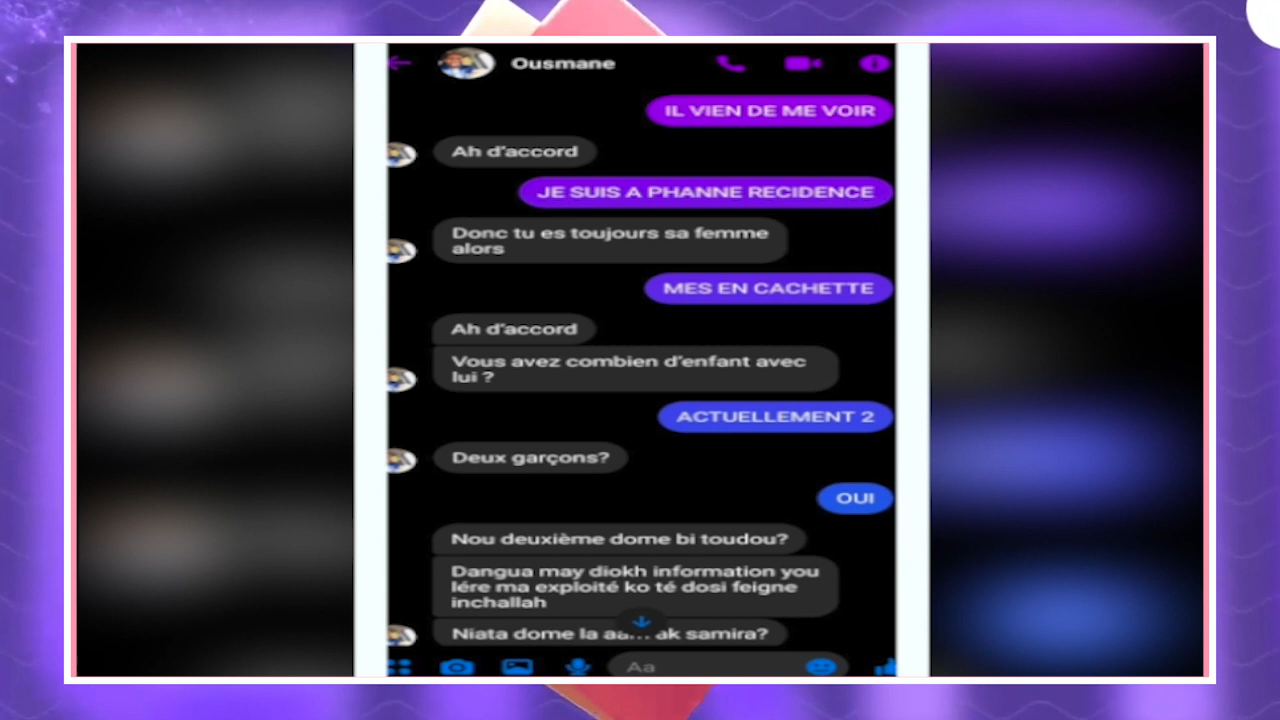 Ousmane
IL VIEN DE ME VOIR
Ah d'accord
JE SUIS A PHANNE RECIDENCE
Donc tu es toujours sa femme
alors
MES EN CACHETTE
Ah d'accord
Vous avez combien d'enfant avec
lui ?
ACTUELLEMENT 2
Deux garçons?
OUI
Nou deuxième dome bi toudou?
Dangua may diokh information you
lére ma exploité ko té dosi feigne
inchallah
Niata dome la ak samira?
Aa